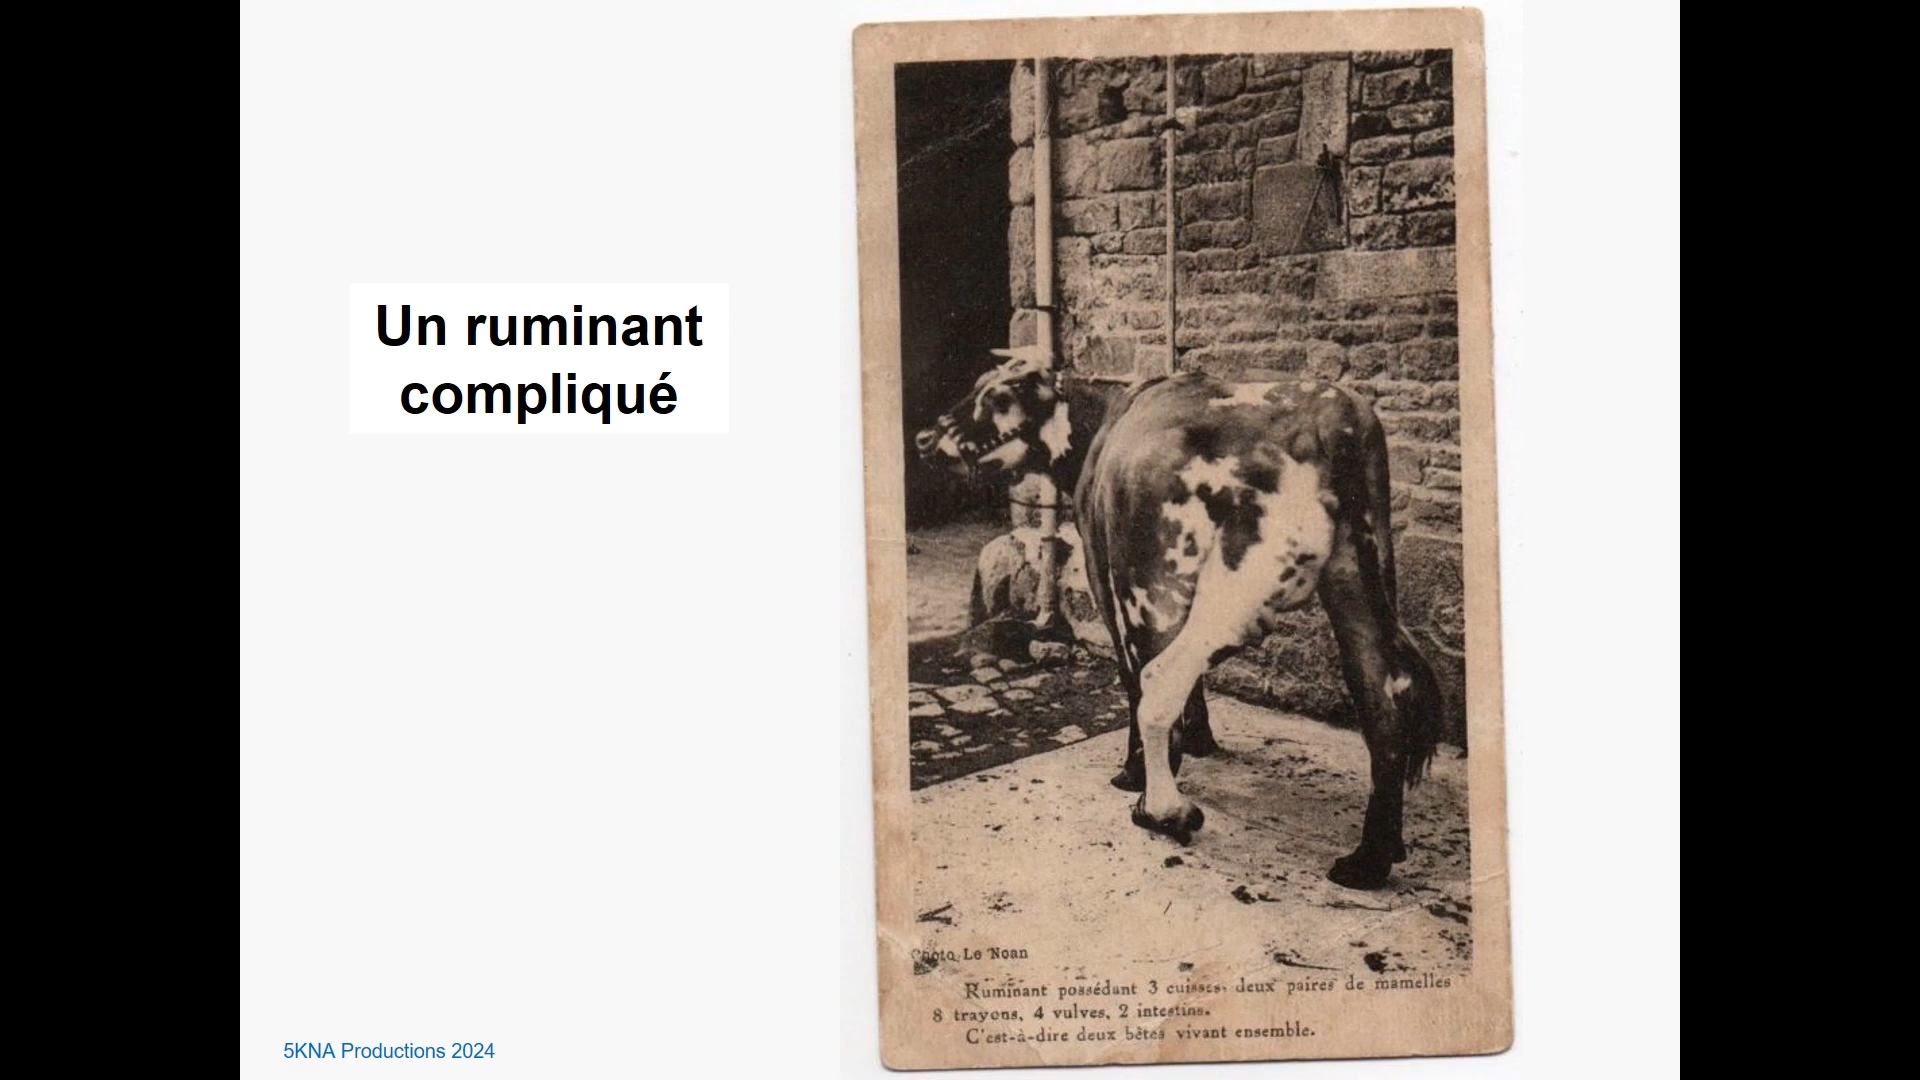 Un ruminant
compliqué
Photo Le Noan
Ruminant possédant 3 cuisses, deux paires de mamelles
8 trayons, 4 vulves, 2 intestins.
C'est-à-dire deux bêtes vivant ensemble.
5KNA Productions 2024